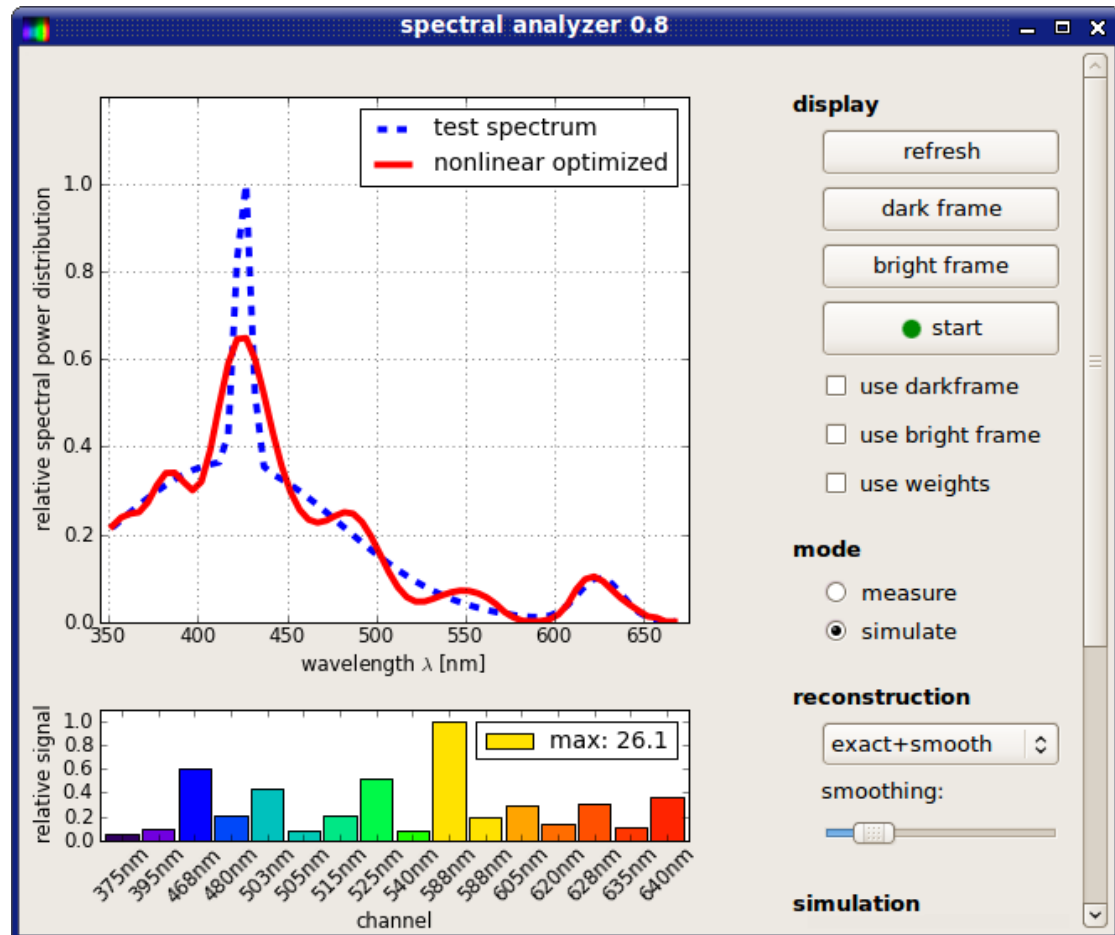 spectral analyzer 0.8
test spectrum
nonlinear optimized
relative spectral power distribution
1.0
0.8
0.6
0.4
0.2
0.0
350 400 450 500 550 600 650
wavelength λ [nm]
relative signal
1.0
0.8
0.6
0.4
0.2
0.0
max: 26.1
375nm 395nm 468nm 480nm 503nm 505nm 515nm 525nm 540nm 588nm 588nm 605nm 620nm 628nm 635nm 640nm
channel
display
refresh
dark frame
bright frame
start
use darkframe
use bright frame
use weights
mode
measure
simulate
reconstruction
exact+smooth
smoothing:
simulation